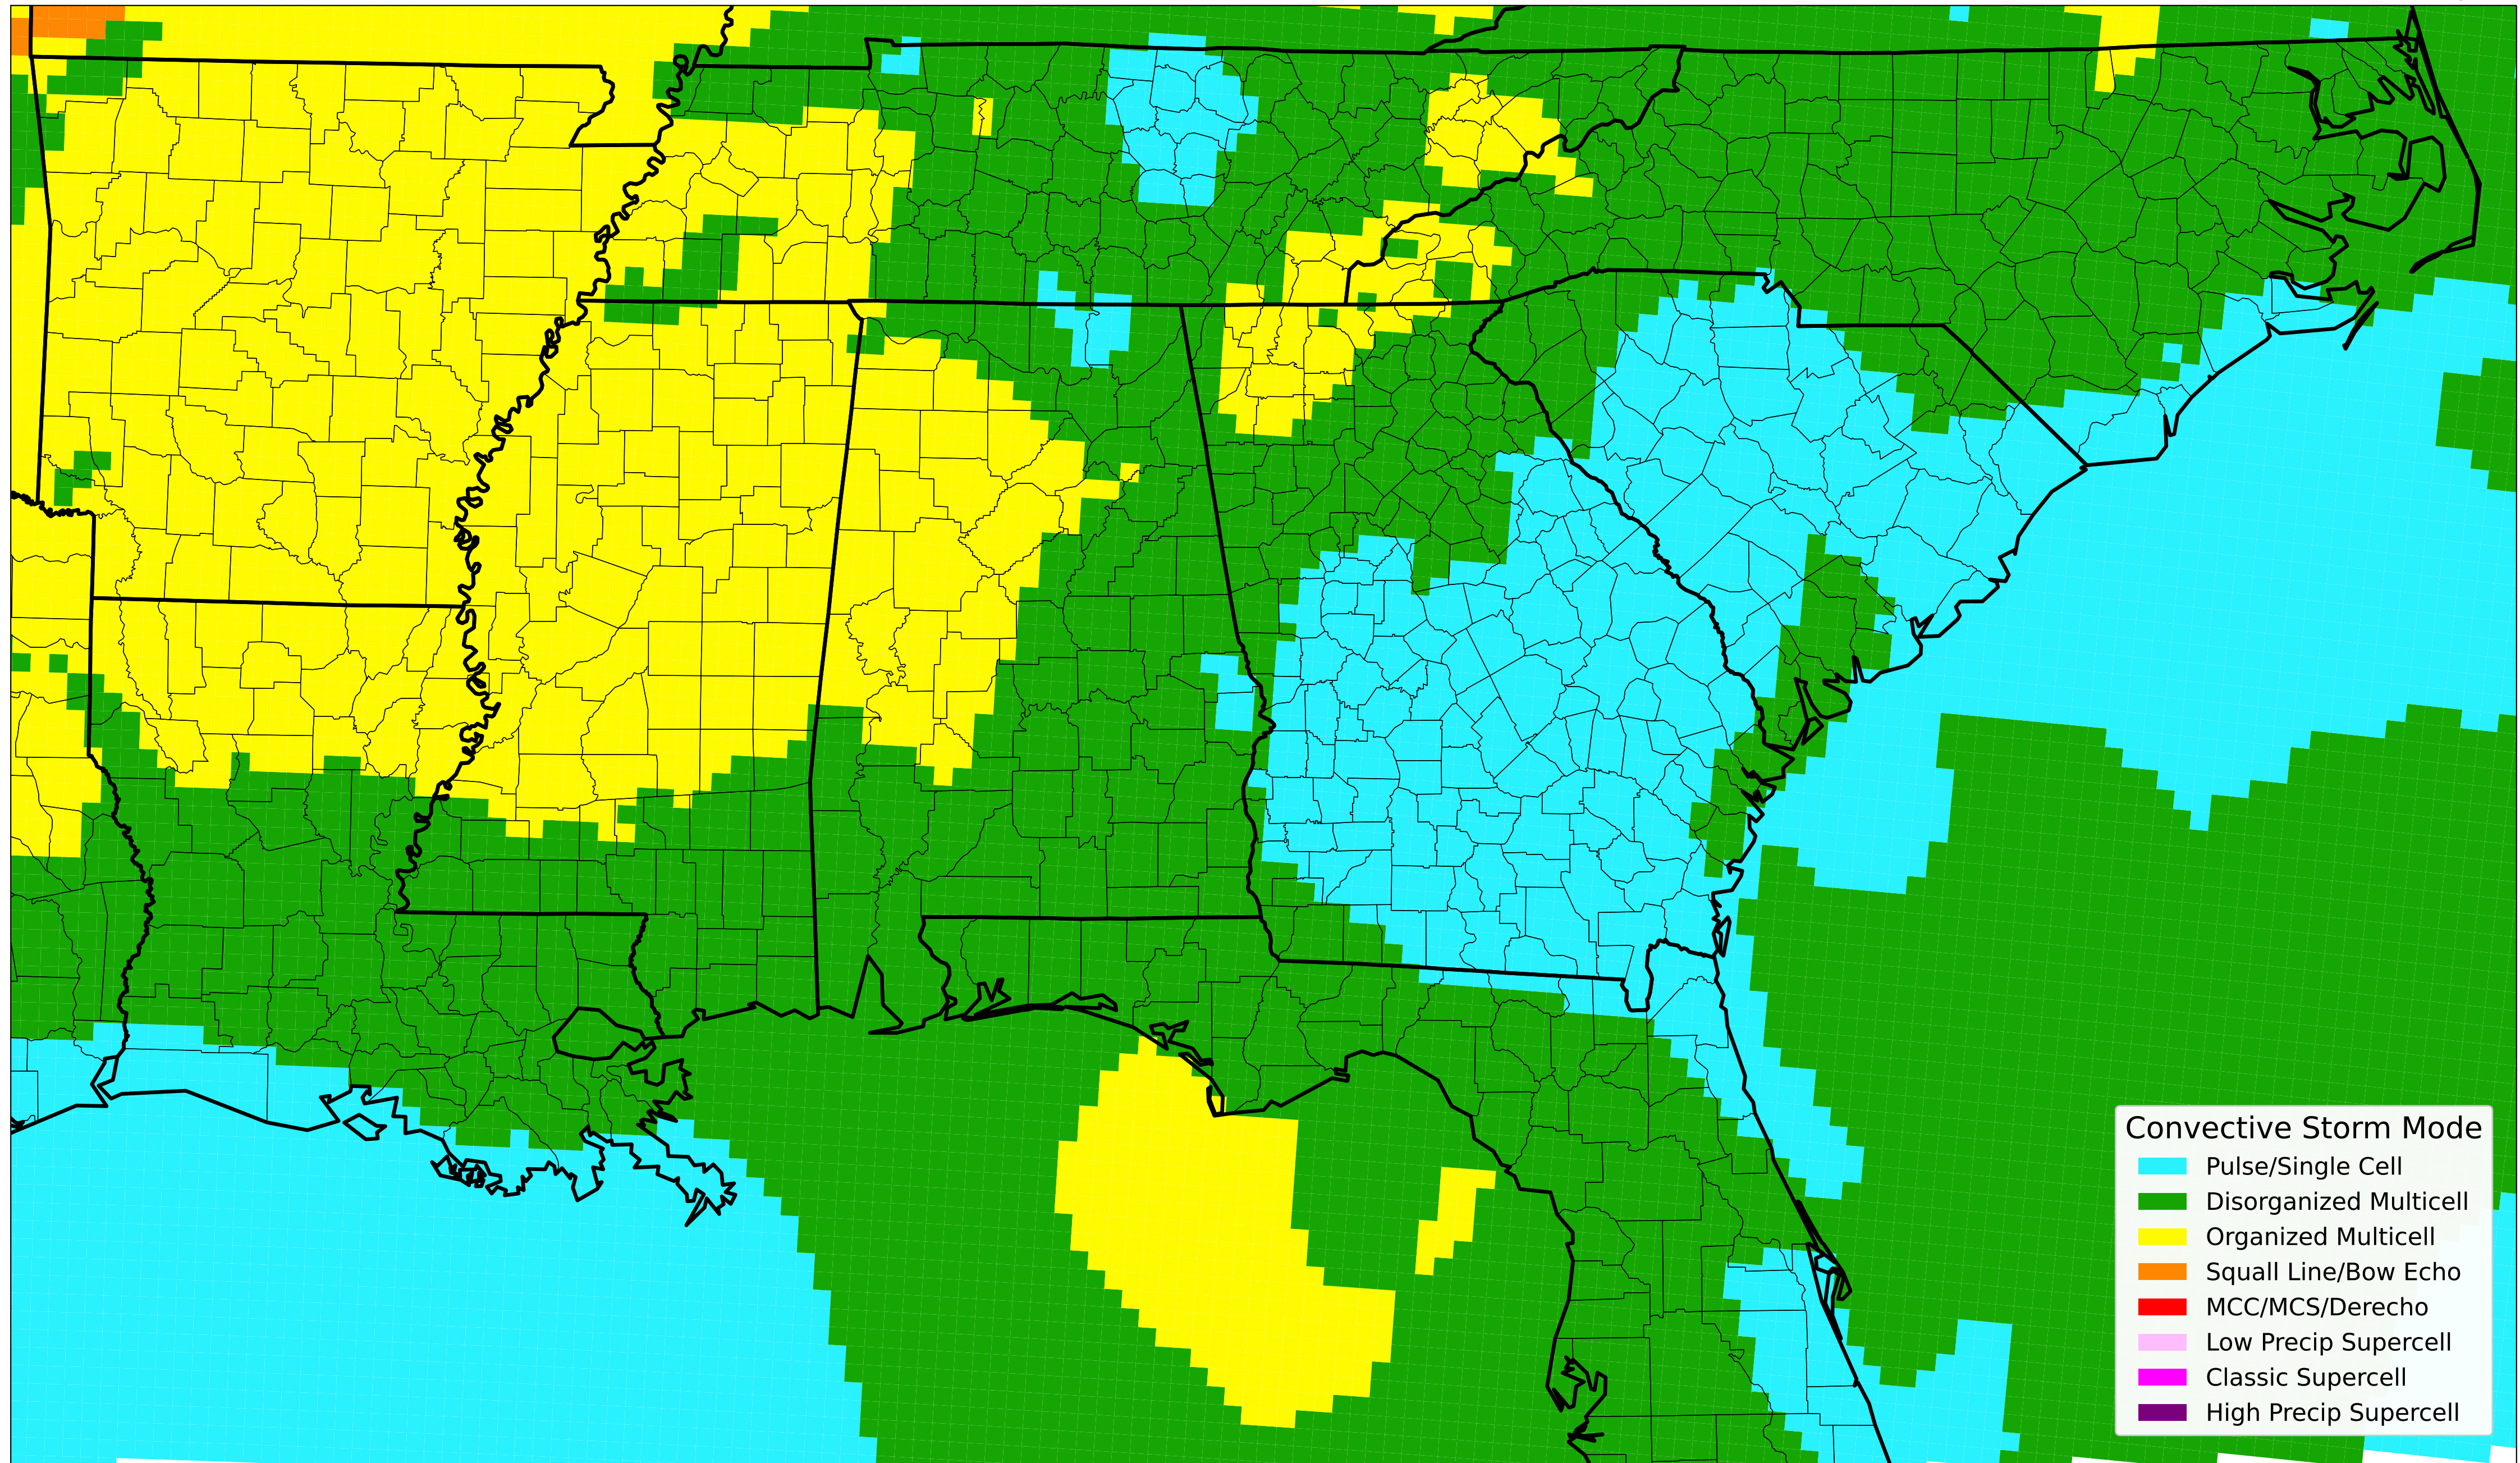 Convective Storm Mode
Pulse/Single Cell
Disorganized Multicell
Organized Multicell
Squall Line/Bow Echo
MCC/MCS/Derecho
Low Precip Supercell
Classic Supercell
High Precip Supercell